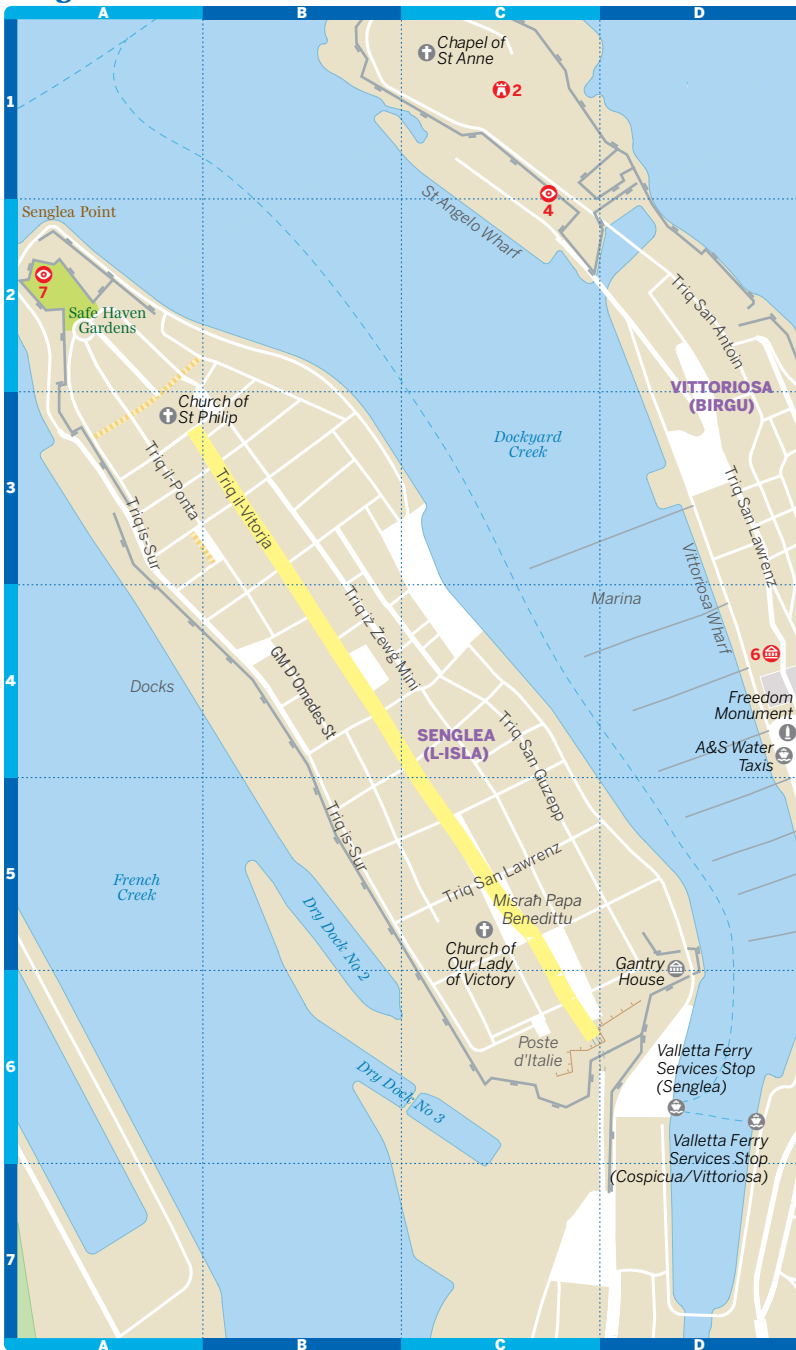 A
B
C
D
1
Chapel of
St Anne
2
Senglea Point
St Angelo Wharf
4
2
7
Safe Haven
Gardens
Triq San Antoin
VITTORIOSA
(BIRGU)
Church of
St Philip
Dockyard
Creek
3
Triq il-Ponta
Triq il-Vitorja
Triq is-Sur
Triq San Lawrenz
Vittoriosa Wharf
Marina
Triq iż Żewġ Mini
4
GM D'Omedes St
Docks
6
Freedom
Monument
A&S Water
Taxis
SENGLEA
(L-ISLA)
Triq San Guzepp
Triq is-Sur
5
French
Creek
Triq San Lawrenz
Misraħ Papa
Benedittu
Dry Dock No 2
Church of
Our Lady
of Victory
Gantry
House
Poste
d'Italie
6
Dry Dock No 3
Valletta Ferry
Services Stop
(Senglea)
Valletta Ferry
Services Stop
(Cospicua/Vittoriosa)
7
A
B
C
D